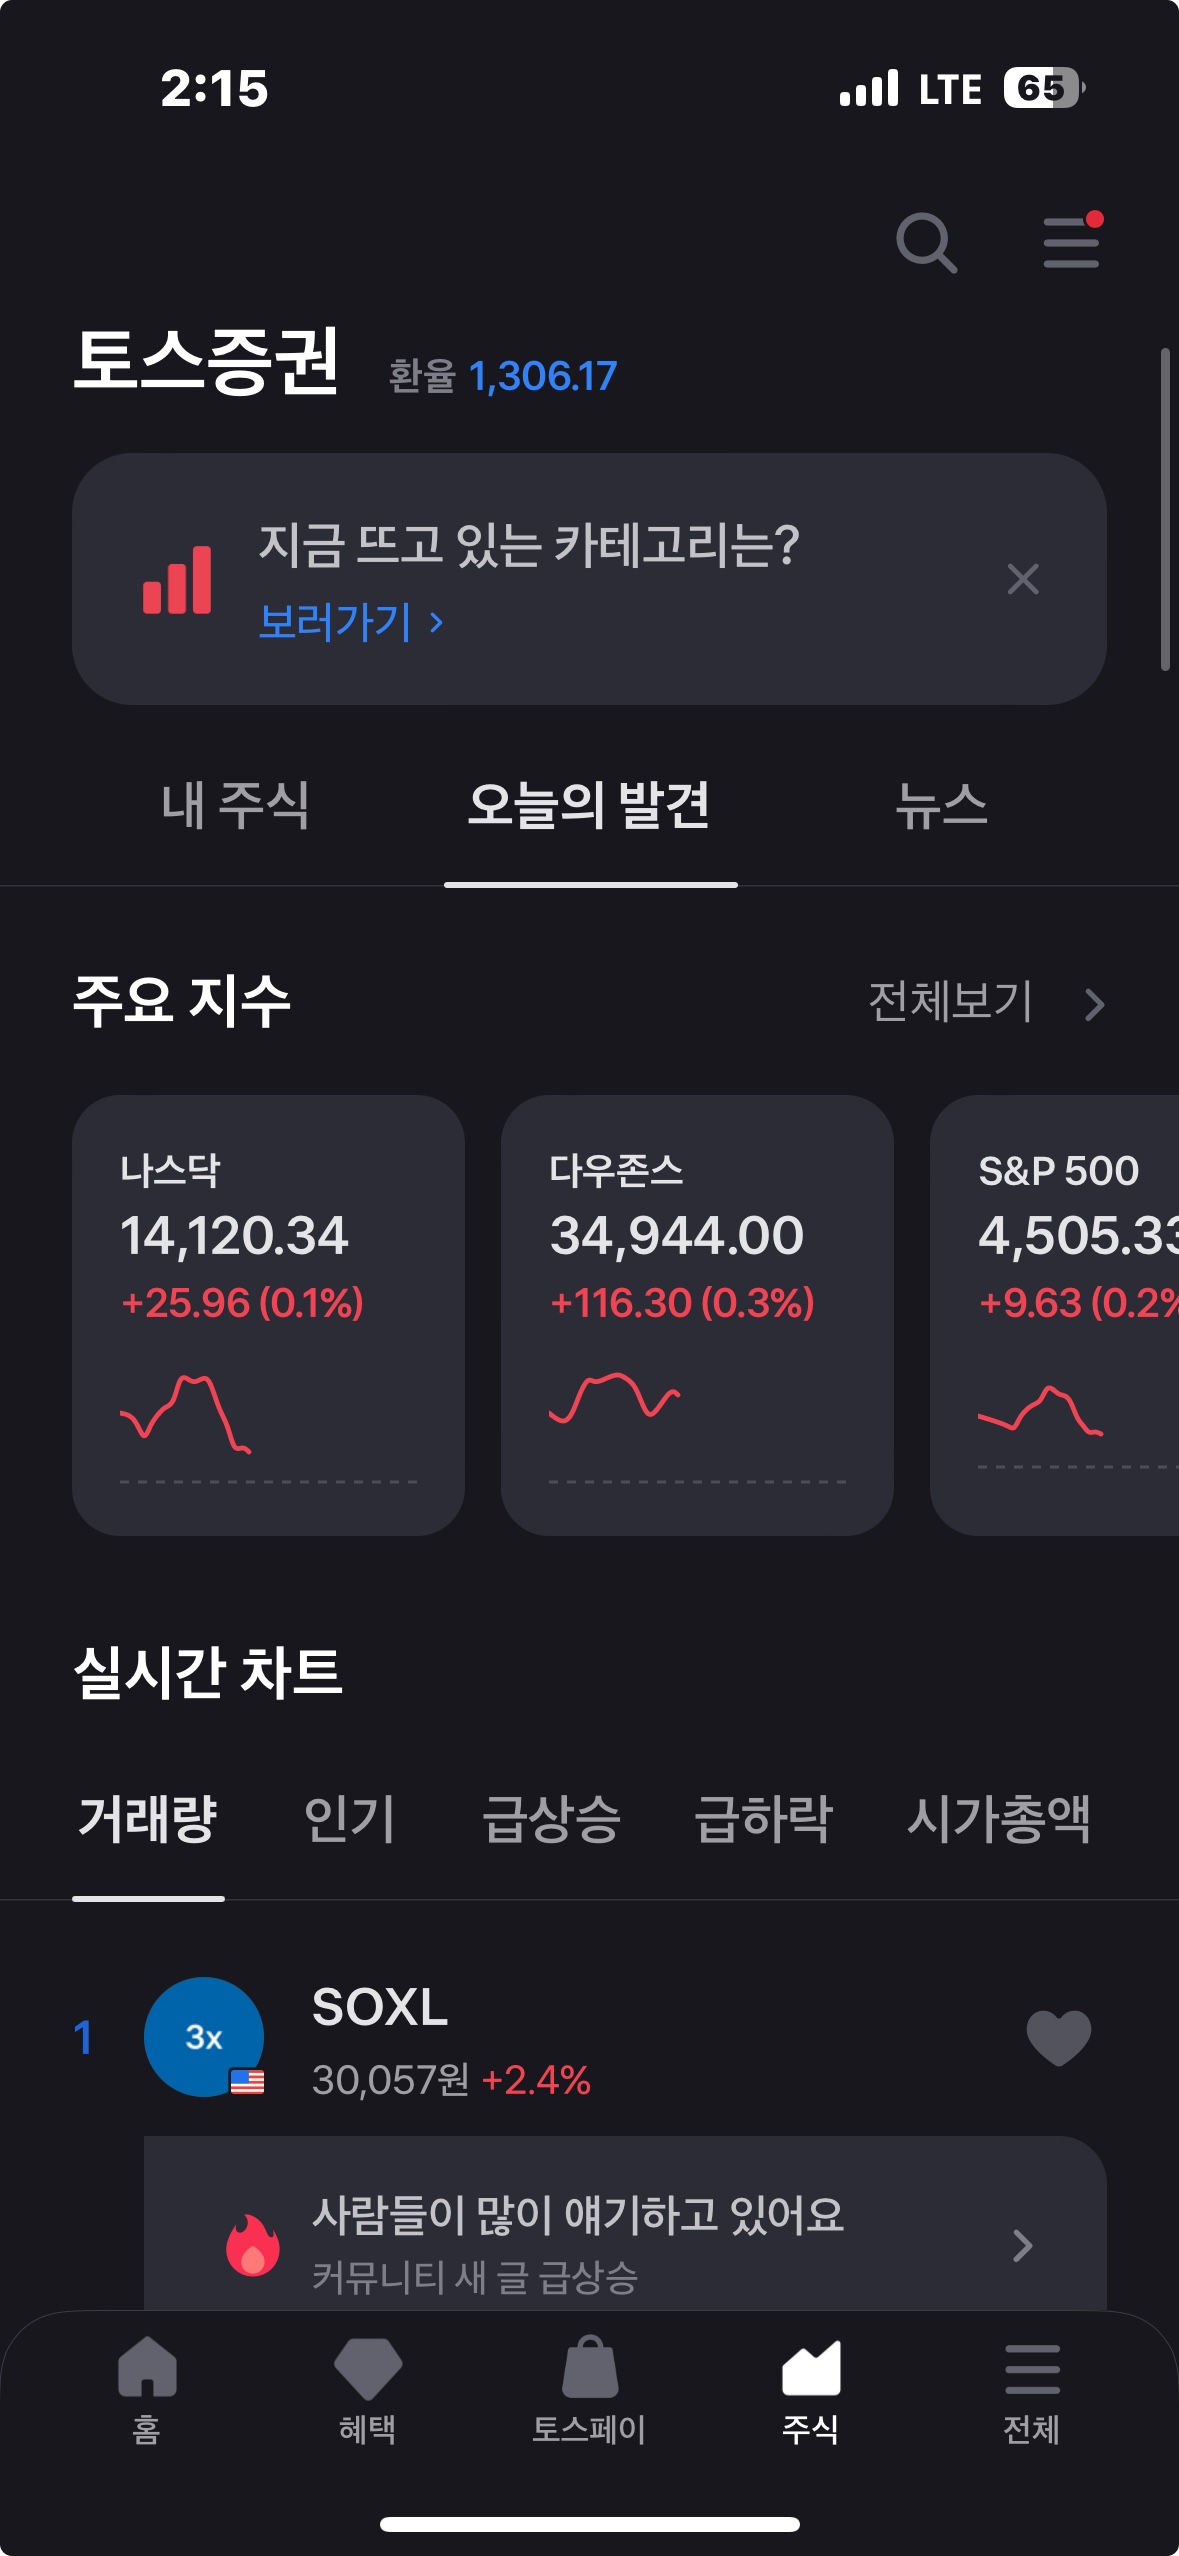 2:15 LTE 65
토스증권 환율 1,306.17
지금 뜨고 있는 카테고리는?
보러가기
내 주식 오늘의 발견 뉴스
주요 지수 전체보기
나스닥 다우존스 S&P 500
14,120.34 34,944.00 4,505.33
+25.96 (0.1%) +116.30 (0.3%) +9.63 (0.2%
실시간 차트
거래량 인기 급상승 급하락 시가총액
1 3x SOXL
30,057원 +2.4%
사람들이 많이 얘기하고 있어요
커뮤니티 새 글 급상승
홈 혜택 토스페이 주식 전체